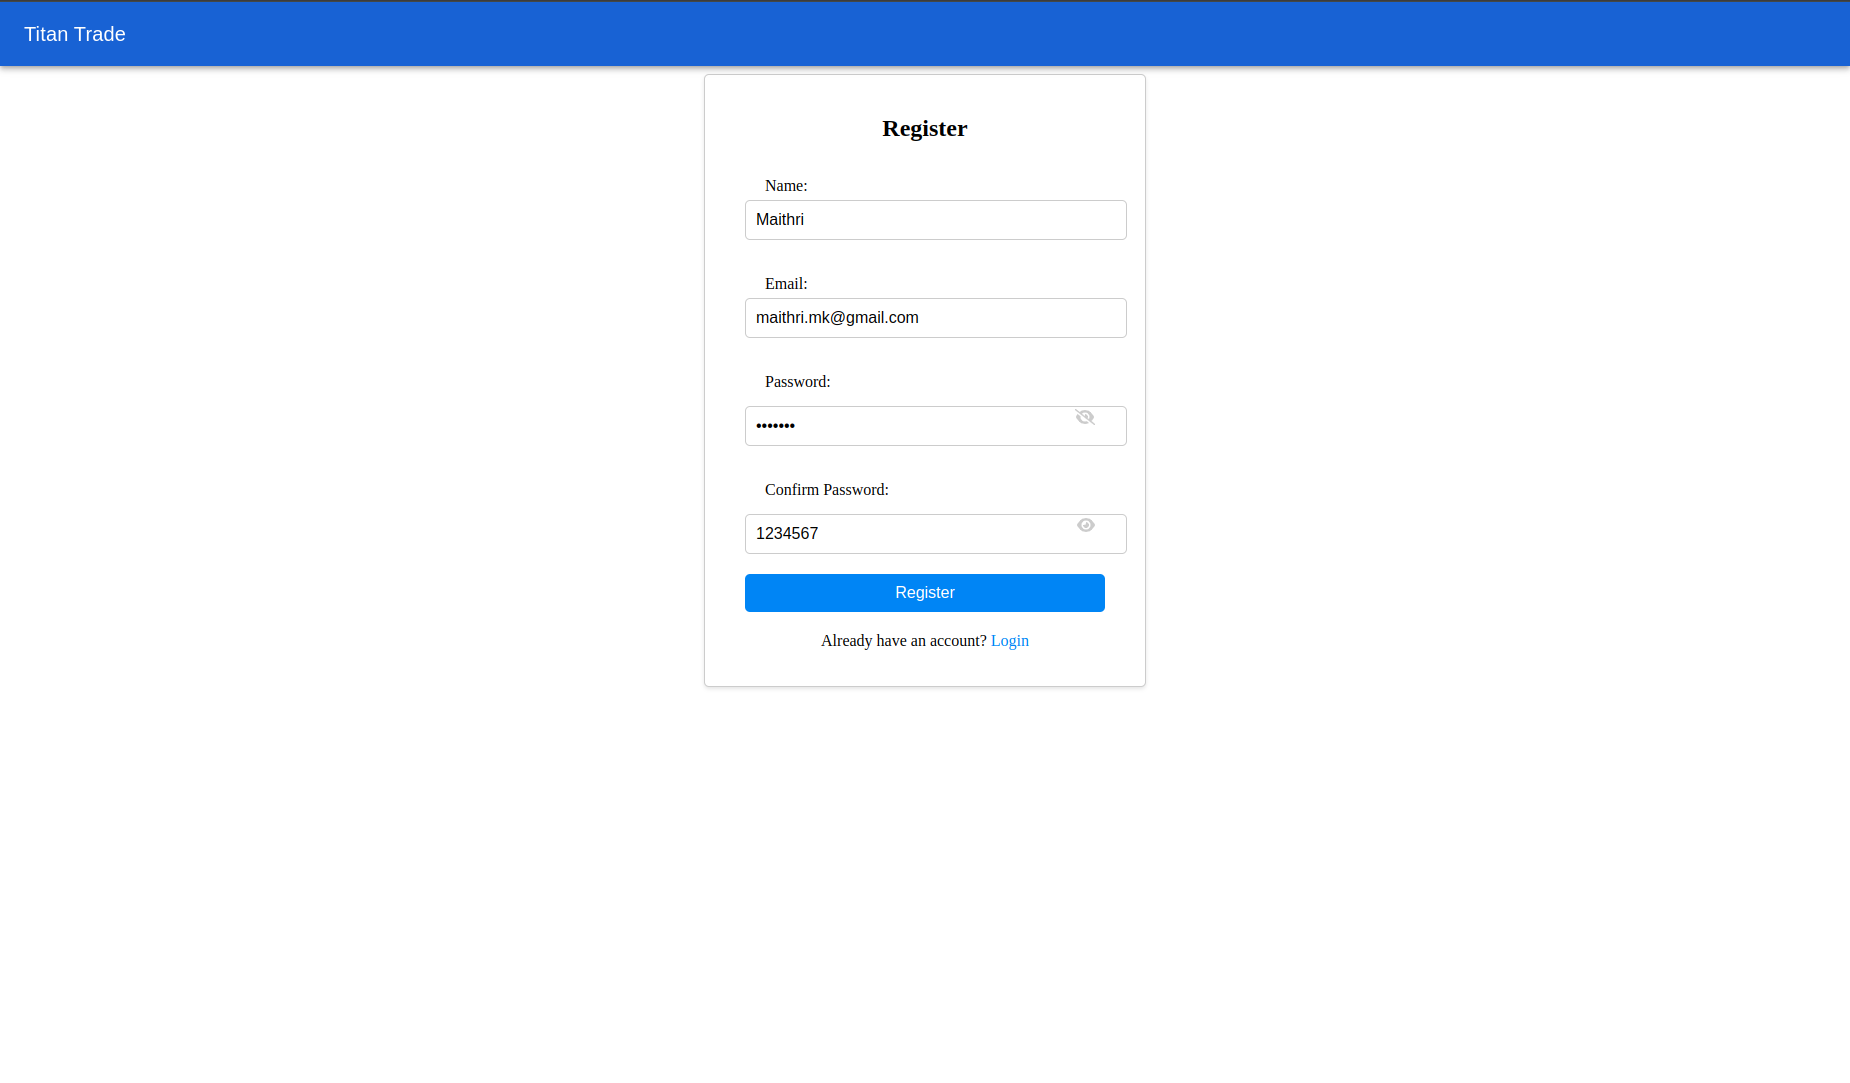 Titan Trade
Register
Name:
Maithri
Email:
maithri.mk@gmail.com
Password:
•••••••
Confirm Password:
1234567
Register
Already have an account? Login